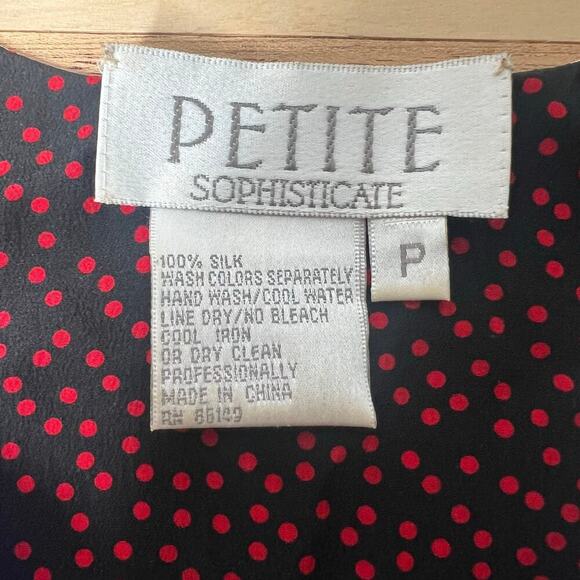 PETITE
SOPHISTICATE
P
100% SILK
WASH COLORS SEPARATELY
HAND WASH/COOL WATER
LINE DRY/NO BLEACH
COOL IRON
OR DRY CLEAN
PROFESSIONALLY
MADE IN CHINA
RN 66149